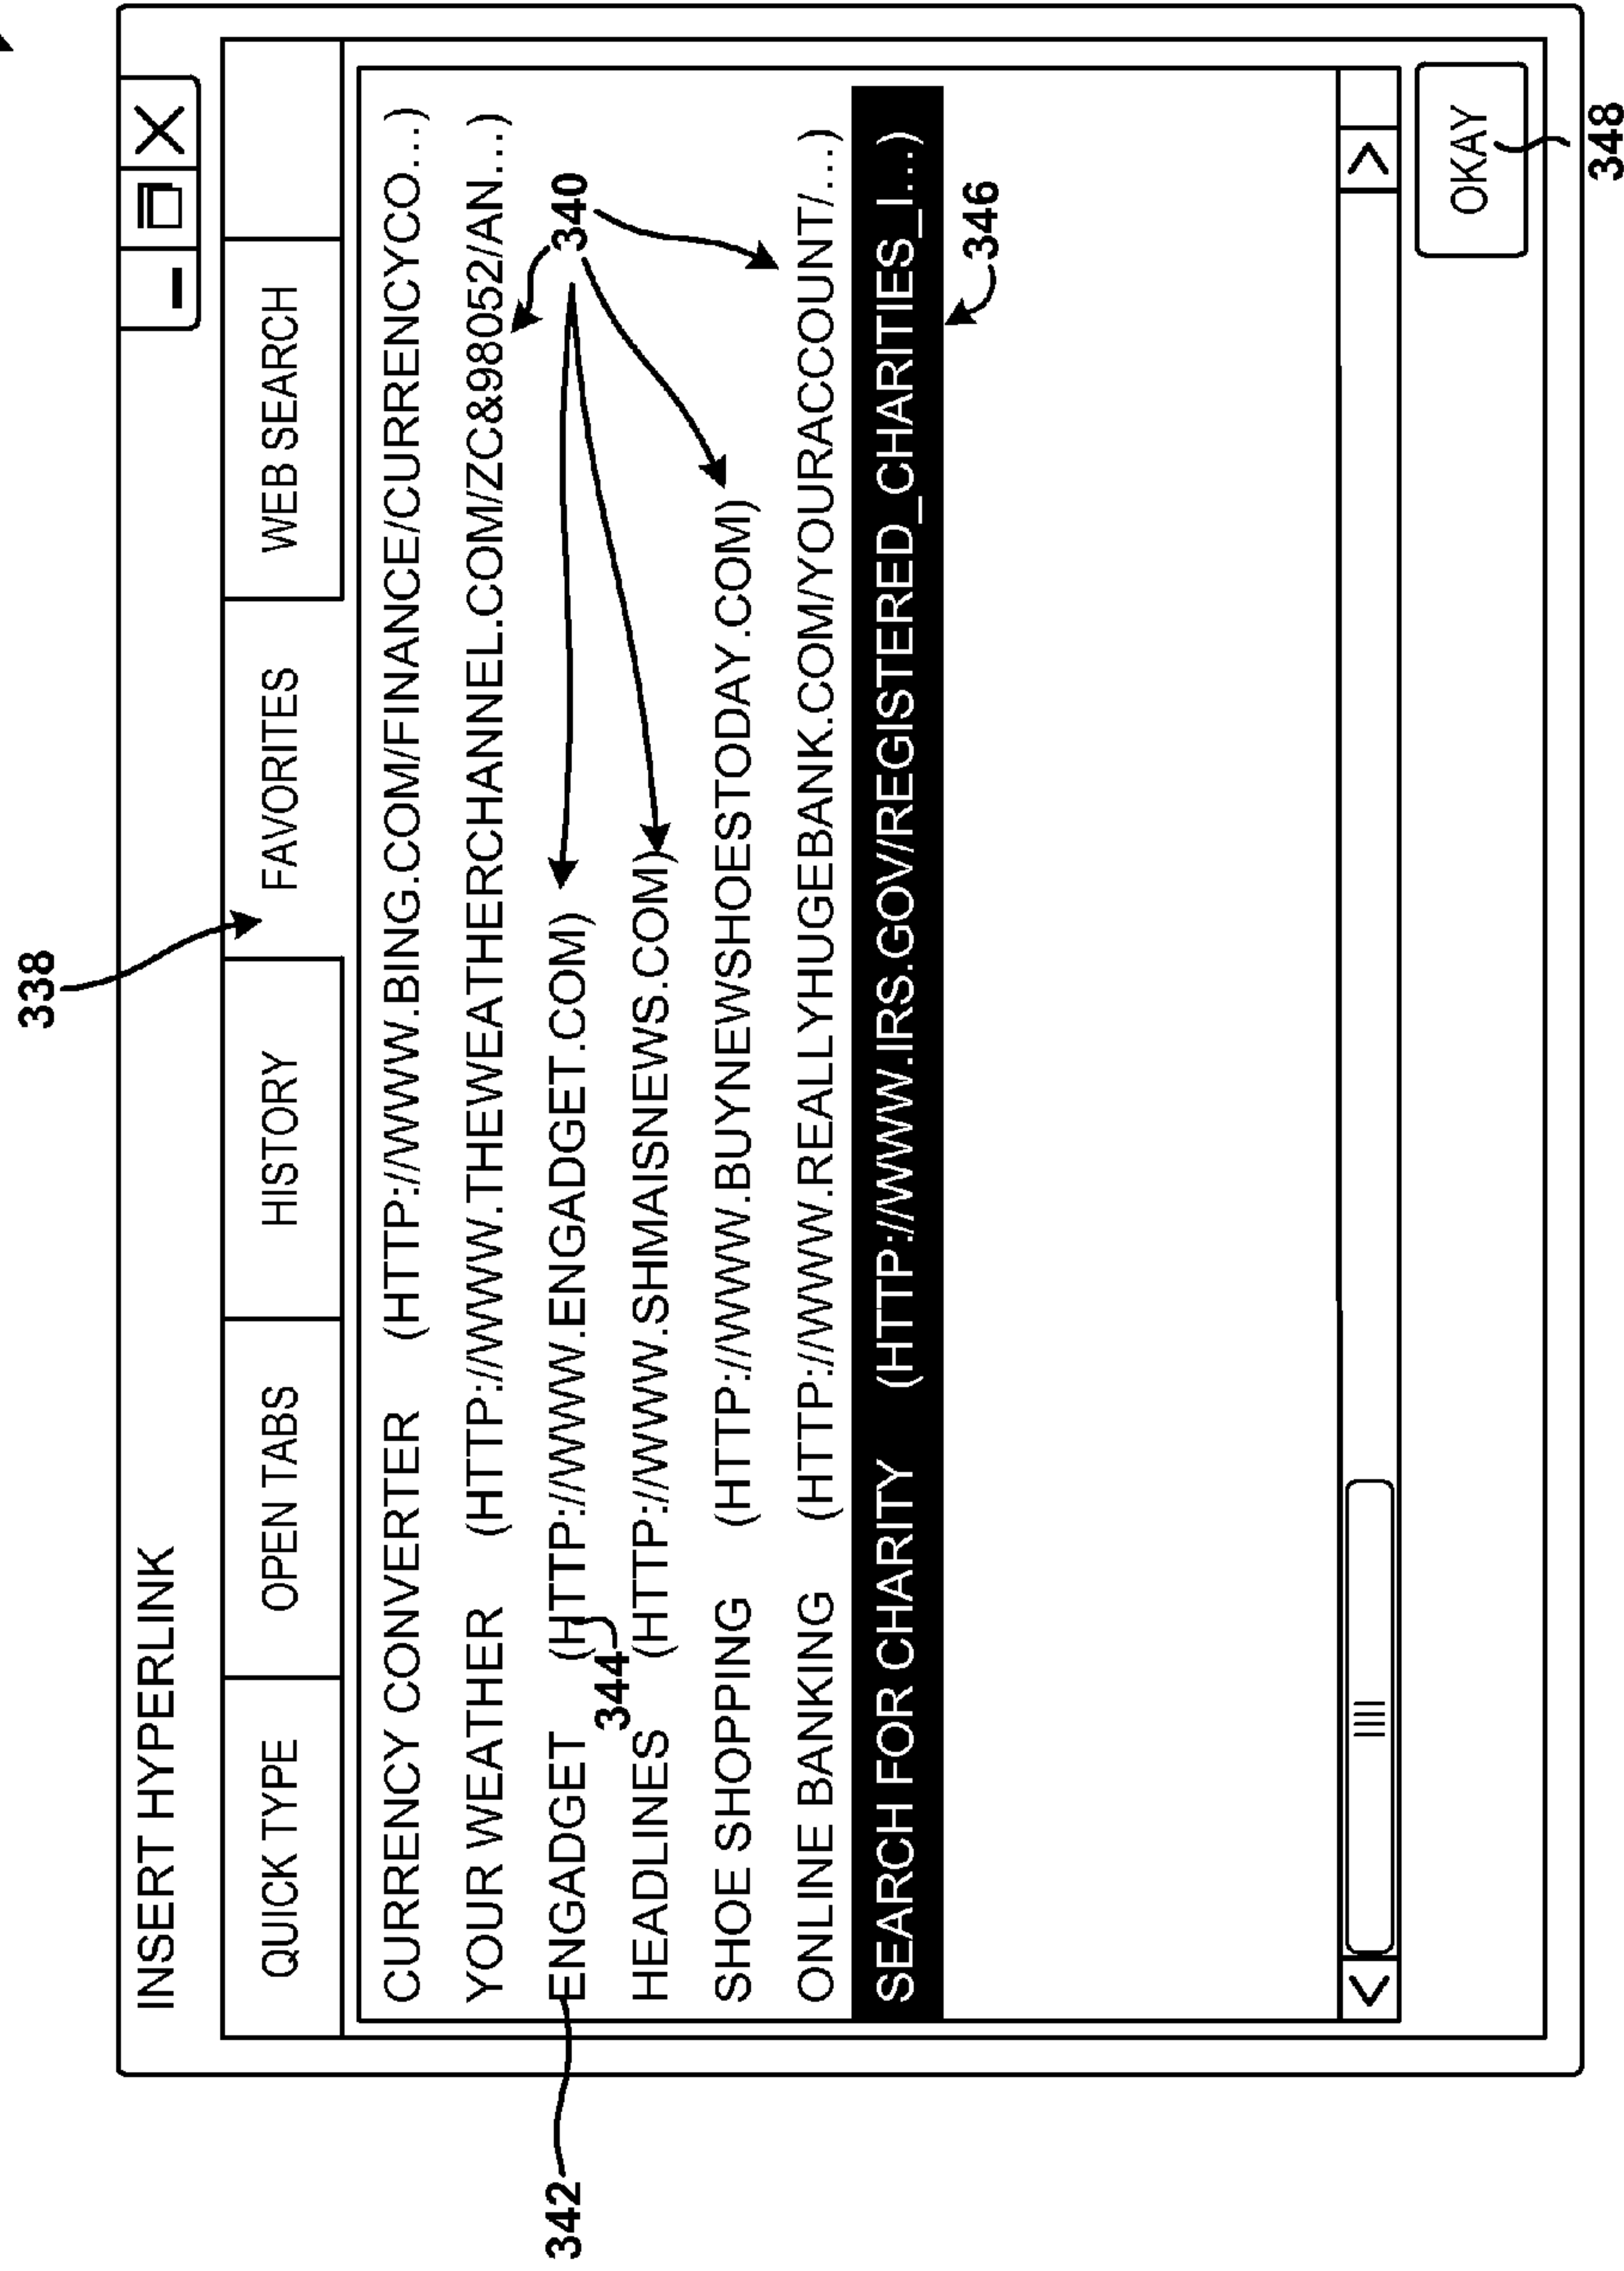 338
INSERT HYPERLINK
QUICK TYPE OPEN TABS HISTORY FAVORITES WEB SEARCH
CURRENCY CONVERTER (HTTP://WWW.BING.COM/FINANCE/CURRENCYCO...)
YOUR WEATHER (HTTP://WWW.THEWEATHERCHANNEL.COM/ZC&98052/AN...)
342 ENGADGET (HTTP://WWW.ENGADGET.COM) 340
344
HEADLINES (HTTP://WWW.SHMAISNEWS.COM)
SHOE SHOPPING (HTTP://WWW.BUYNEWSHOESTODAY.COM)
ONLINE BANKING (HTTP://WWW.REALLYHUGEBANK.COM/YOURACCOUNT/...)
SEARCH FOR CHARITY (HTTP://WWW.IRS.GOV/REGISTERED_CHARITIES_I...)
346
OKAY
348